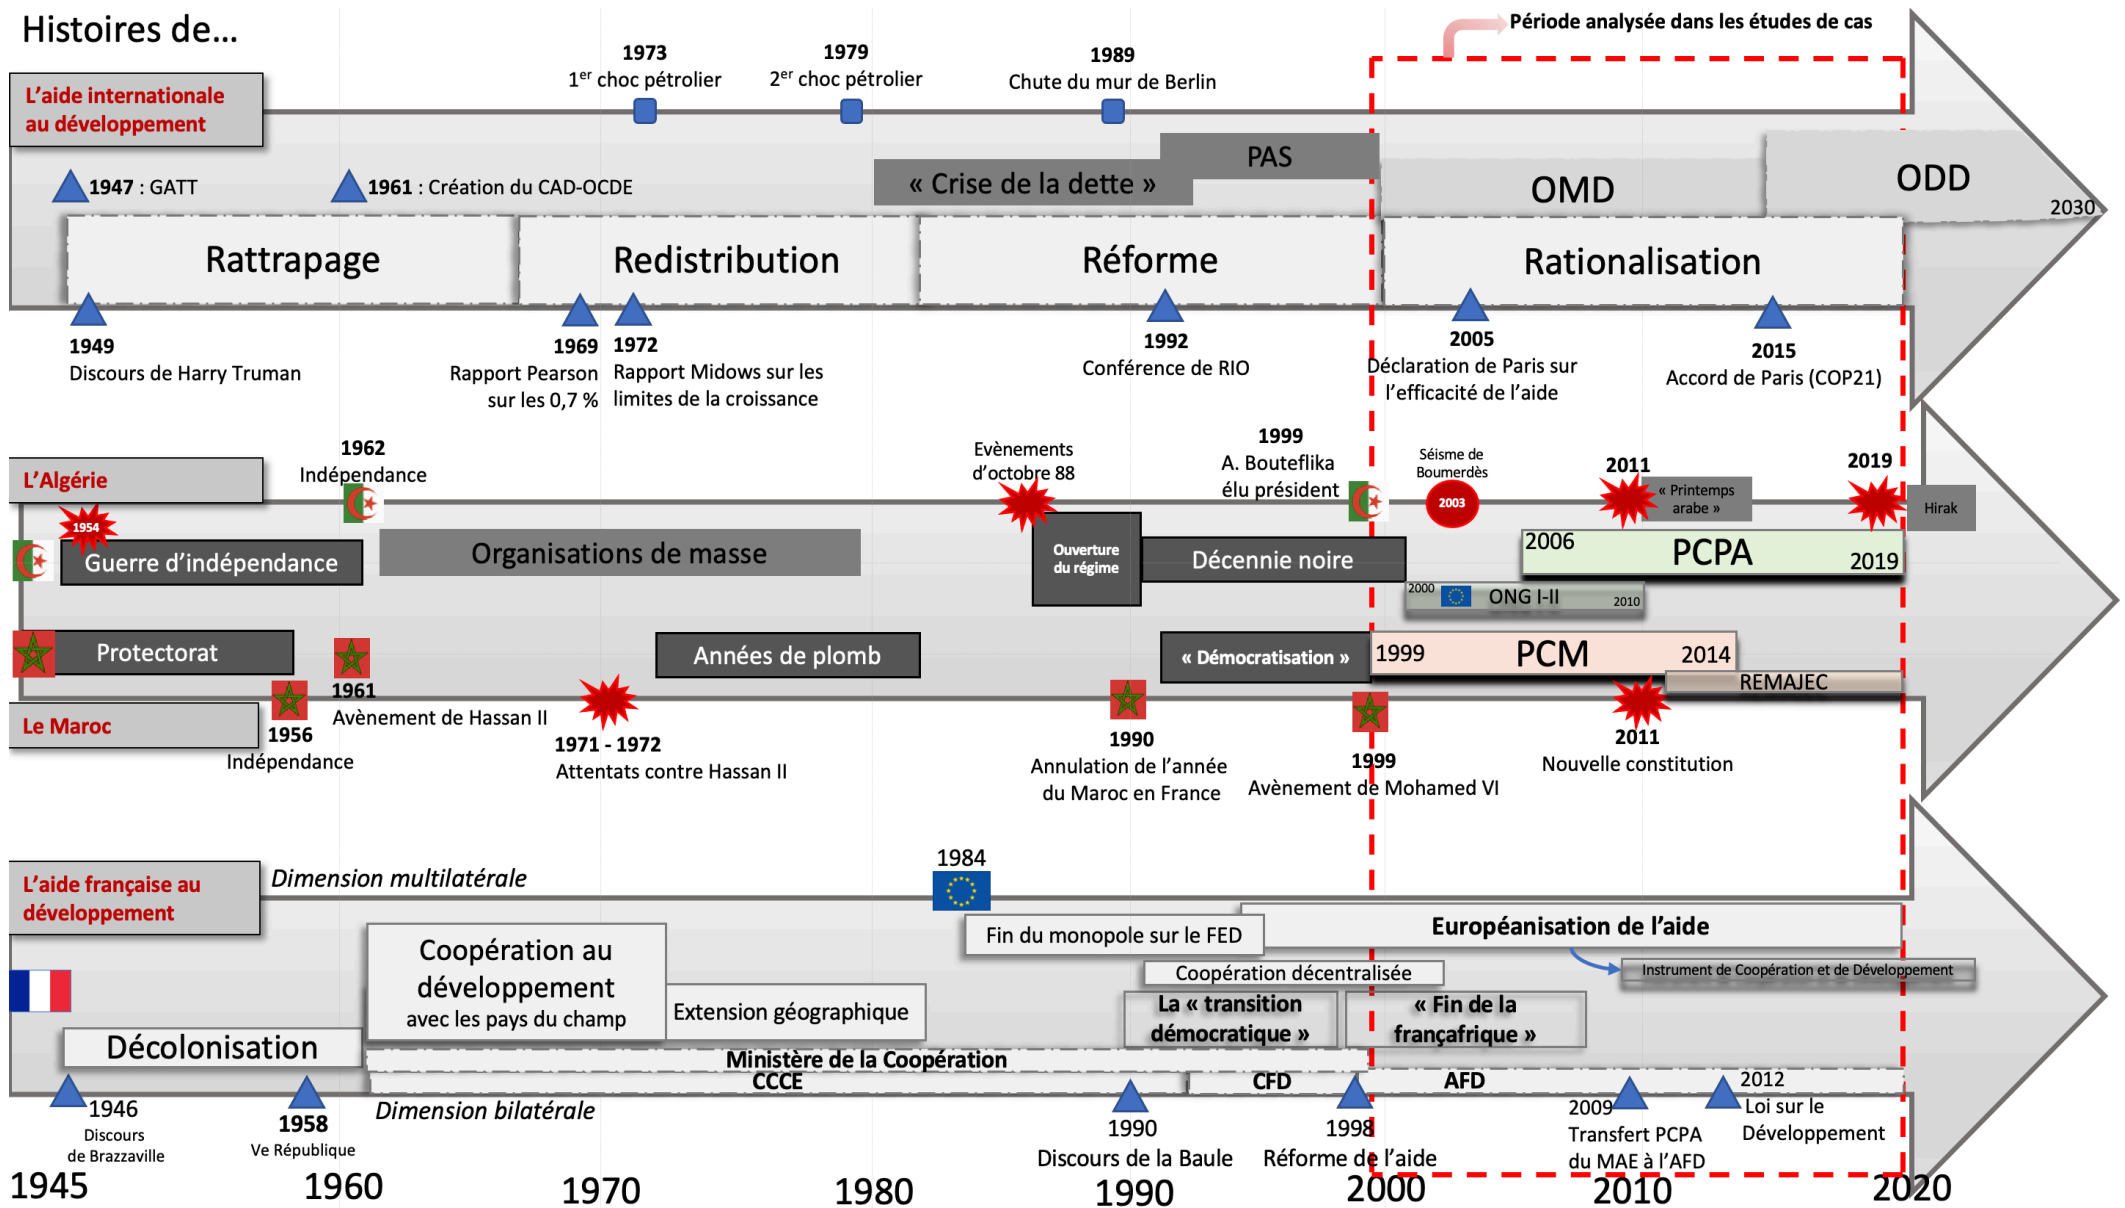 Histoires de...
Période analysée dans les études de cas
L'aide internationale
au développement
1973
1er choc pétrolier
1979
2er choc pétrolier
1989
Chute du mur de Berlin
1947 : GATT
1961 : Création du CAD-OCDE
« Crise de la dette »
PAS
OMD
ODD
2030
Rattrapage
Redistribution
Réforme
Rationalisation
1949
Discours de Harry Truman
1969
Rapport Pearson
sur les 0,7 %
1972
Rapport Midows sur les
limites de la croissance
1992
Conférence de RIO
2005
Déclaration de Paris sur
l'efficacité de l'aide
2015
Accord de Paris (COP21)
L'Algérie
1962
Indépendance
Evènements
d'octobre 88
1999
A. Bouteflika
élu président
Séisme de
Boumerdès
2003
2011
« Printemps
arabe »
2019
Hirak
1954
Guerre d'indépendance
Organisations de masse
Ouverture
du régime
Décennie noire
2006
PCPA
2019
2000
ONG I-II
2010
Protectorat
Années de plomb
« Démocratisation »
1999
PCM
2014
REMAJEC
Le Maroc
1956
Indépendance
1961
Avènement de Hassan II
1971 - 1972
Attentats contre Hassan II
1990
Annulation de l'année
du Maroc en France
1999
Avènement de Mohamed VI
2011
Nouvelle constitution
L'aide française au
développement
Dimension multilatérale
1984
Fin du monopole sur le FED
Européanisation de l'aide
Instrument de Coopération et de Développement
Coopération décentralisée
Coopération au
développement
avec les pays du champ
Extension géographique
La « transition
démocratique »
« Fin de la
françafrique »
Décolonisation
Ministère de la Coopération
CCCE
CFD
AFD
Dimension bilatérale
1946
Discours
de Brazzaville
1958
Ve République
1990
Discours de la Baule
1998
Réforme de l'aide
2009
Transfert PCPA
du MAE à l'AFD
2012
Loi sur le
Développement
1945
1960
1970
1980
1990
2000
2010
2020